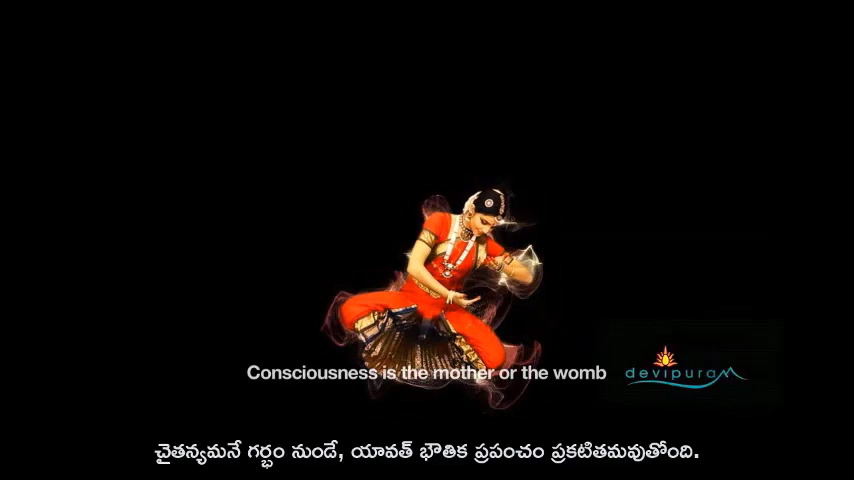 Consciousness is the mother or the womb
devipuram
చైతన్యమనే గర్భం నుండే, యావత్ భౌతిక ప్రపంచం ప్రకటితమవుతోంది.